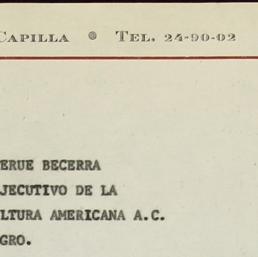 CAPILLA ◎ TEL. 24-90-02
ERUE BECERRA
JECUTIVO DE LA
LTURA AMERICANA A.C.
GRO.